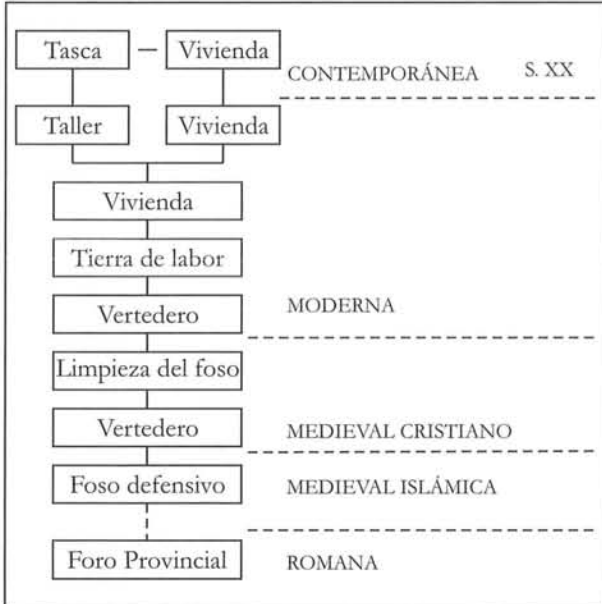 Tasca Vivienda
CONTEMPORÁNEA S. XX
Taller Vivienda
Vivienda
Tierra de labor
Vertedero MODERNA
Limpieza del foso
Vertedero MEDIEVAL CRISTIANO
Foso defensivo MEDIEVAL ISLÁMICA
Foro Provincial ROMANA